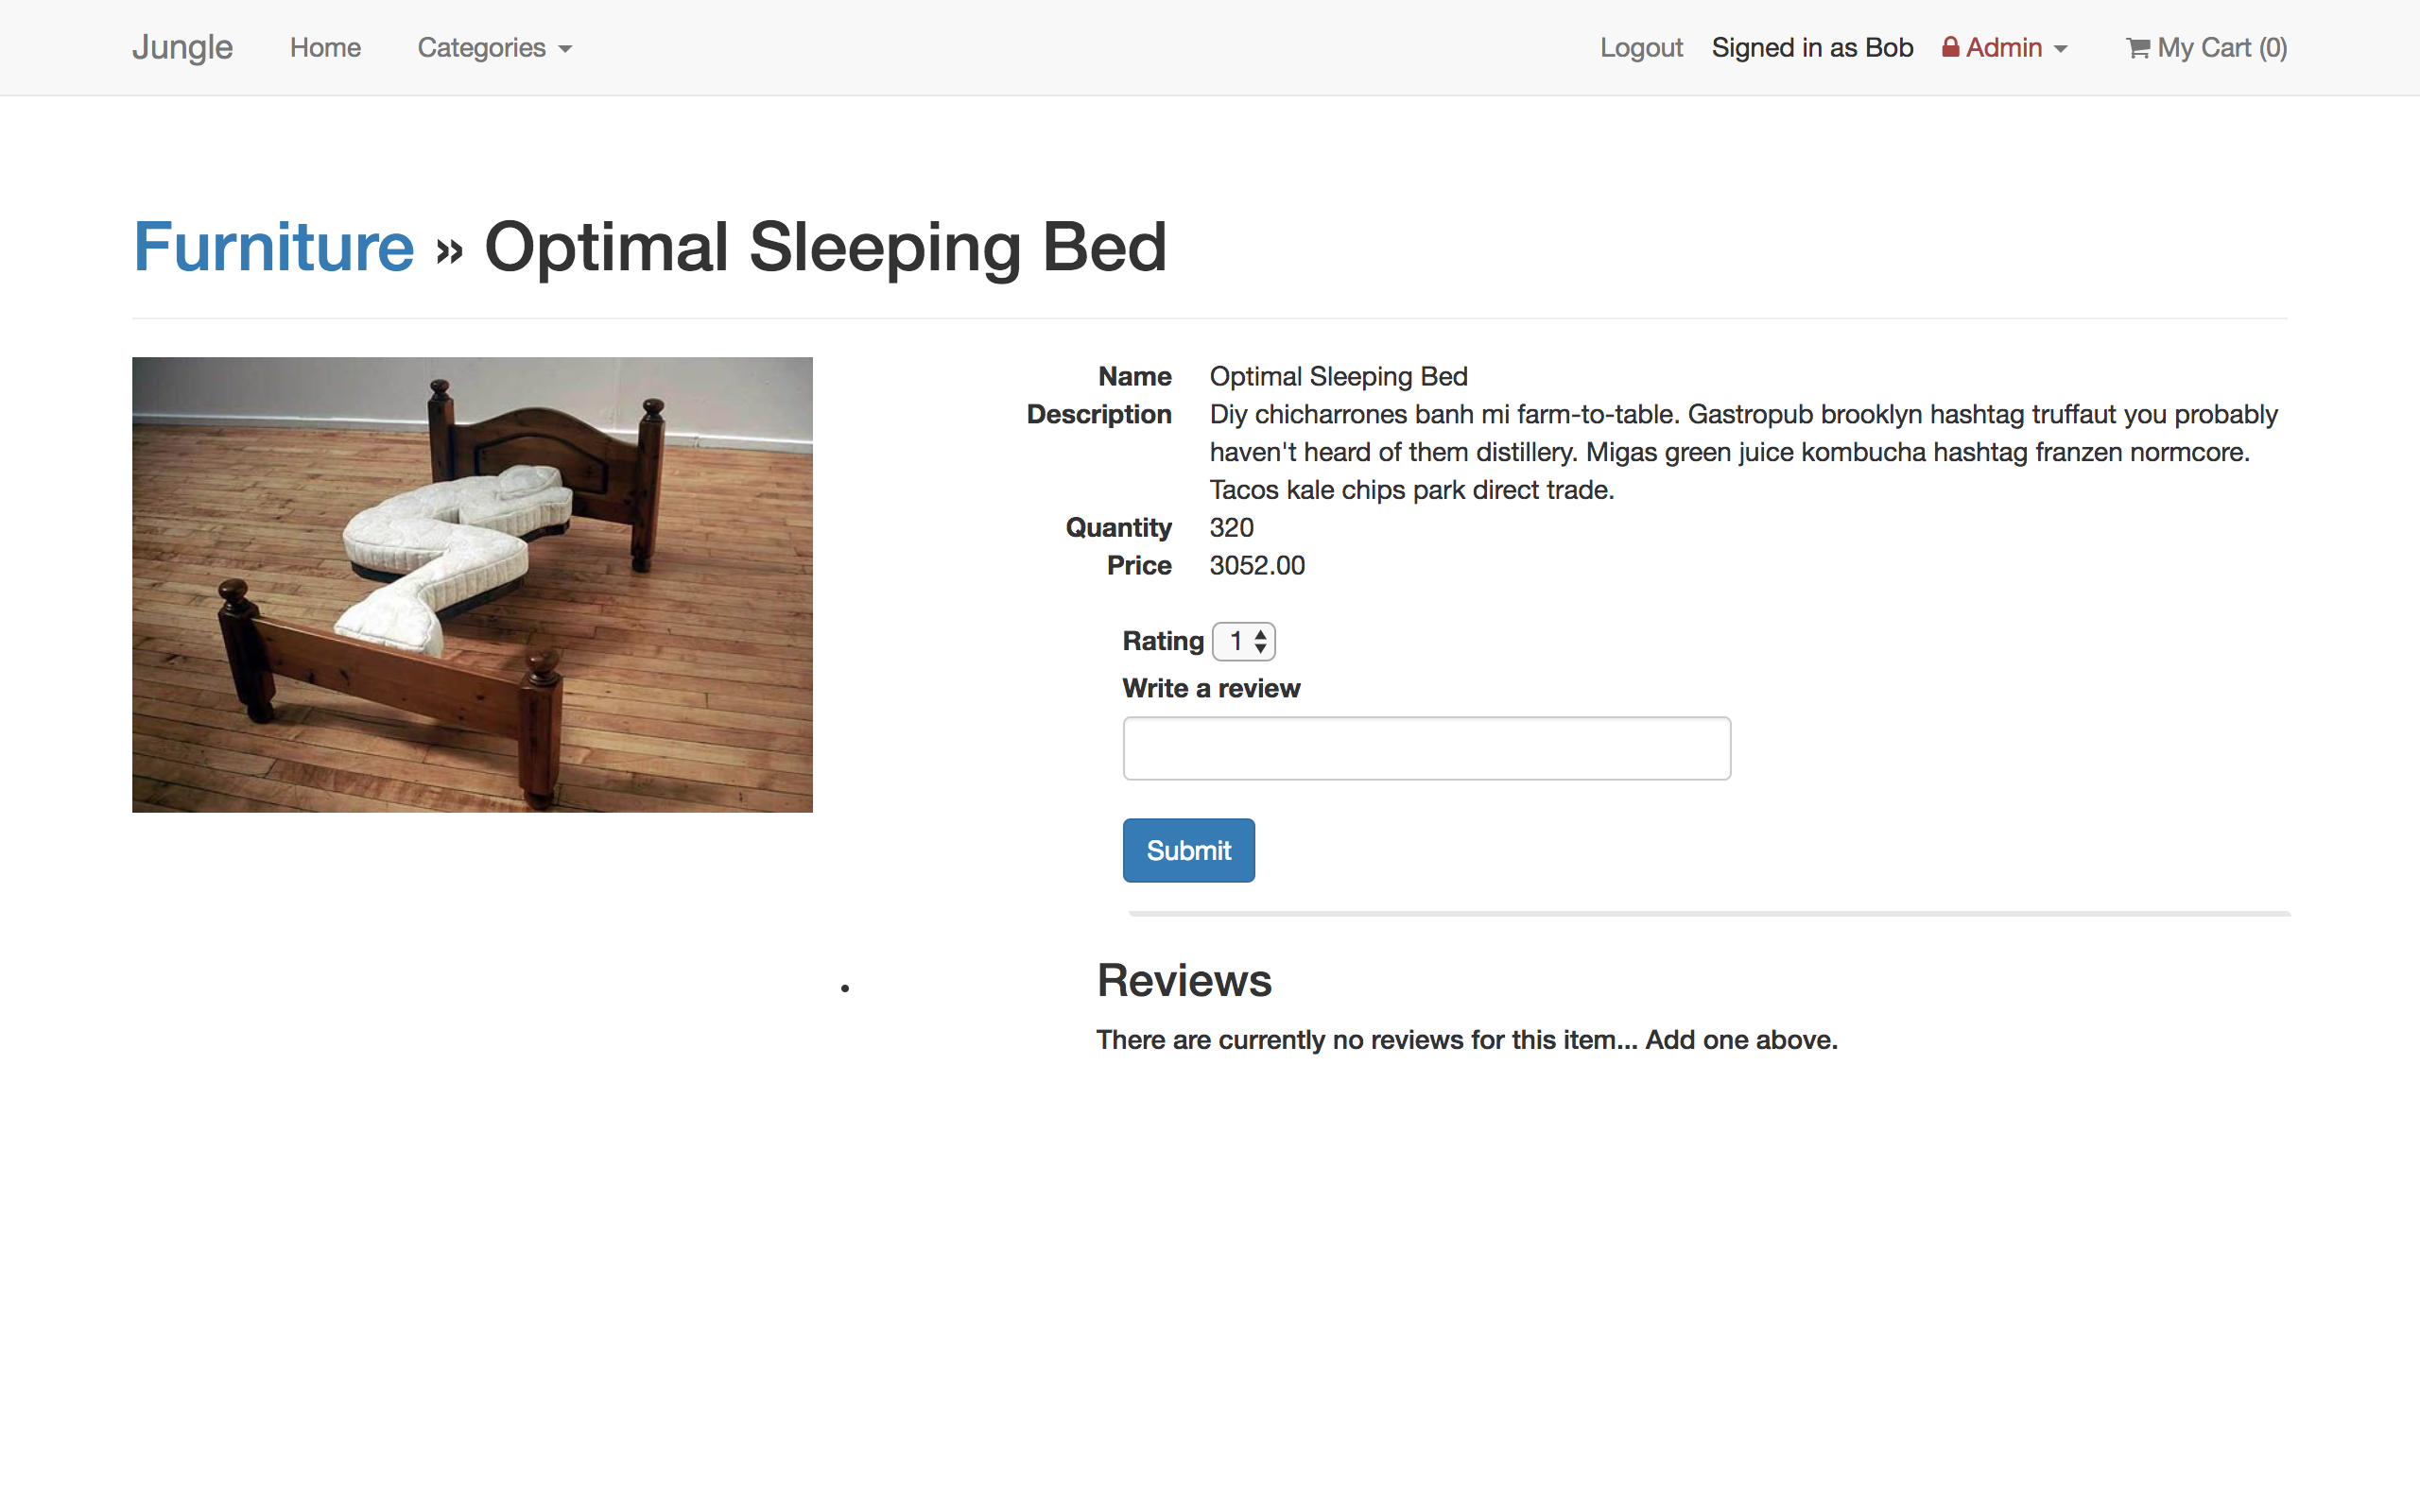 Jungle Home Categories Logout Signed in as Bob Admin My Cart (0)
Furniture » Optimal Sleeping Bed
Name Optimal Sleeping Bed
Description Diy chicharrones banh mi farm-to-table. Gastropub brooklyn hashtag truffaut you probably
haven't heard of them distillery. Migas green juice kombucha hashtag franzen normcore.
Tacos kale chips park direct trade.
Quantity 320
Price 3052.00
Rating 1
Write a review
Submit
Reviews
There are currently no reviews for this item... Add one above.